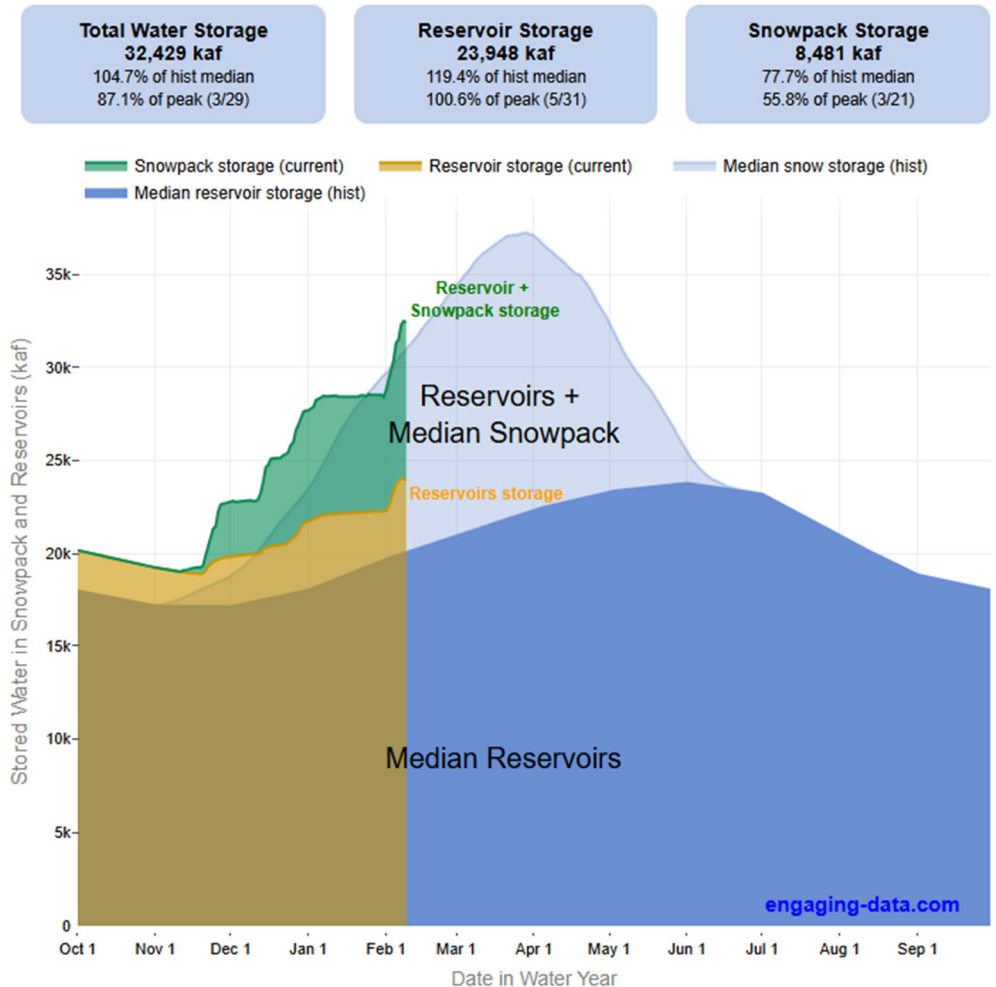 Total Water Storage
32,429 kaf
104.7% of hist median
87.1% of peak (3/29)
Reservoir Storage
23,948 kaf
119.4% of hist median
100.6% of peak (5/31)
Snowpack Storage
8,481 kaf
77.7% of hist median
55.8% of peak (3/21)
Snowpack storage (current)
Reservoir storage (current)
Median snow storage (hist)
Median reservoir storage (hist)
Stored Water in Snowpack and Reservoirs (kaf)
35k
30k
25k
20k
15k
10k
5k
0
Reservoir +
Snowpack storage
Reservoirs +
Median Snowpack
Reservoirs storage
Median Reservoirs
engaging-data.com
Oct 1
Nov 1
Dec 1
Jan 1
Feb 1
Mar 1
Apr 1
May 1
Jun 1
Jul 1
Aug 1
Sep 1
Date in Water Year